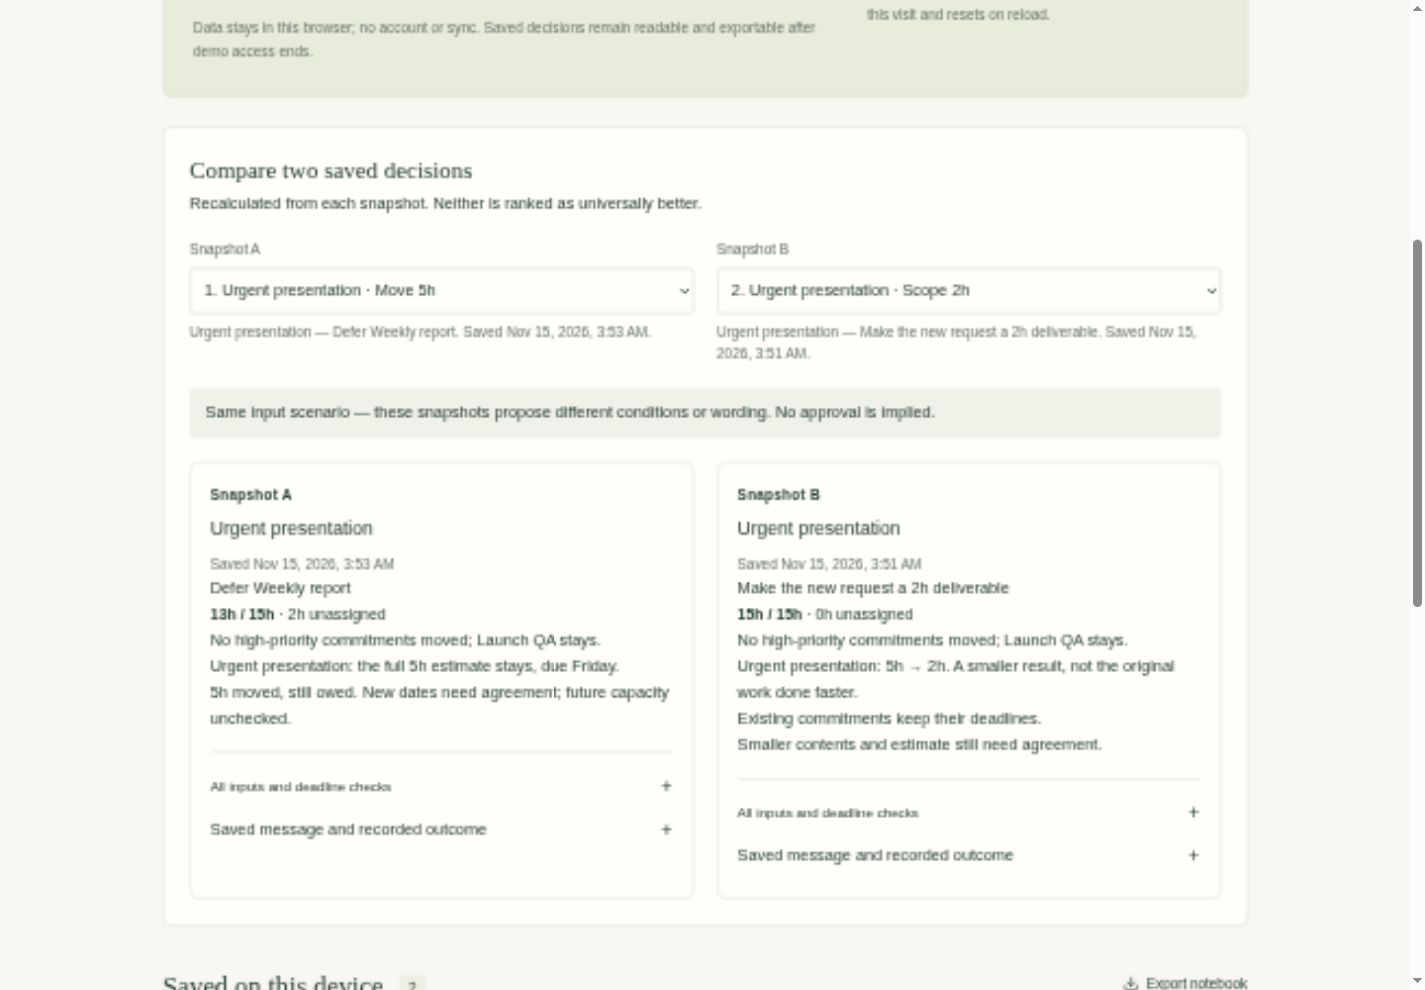 this visit and resets on reload.
Data stays in this browser; no account or sync. Saved decisions remain readable and exportable after
demo access ends.
Compare two saved decisions
Recalculated from each snapshot. Neither is ranked as universally better.
Snapshot A
1. Urgent presentation · Move 5h
Urgent presentation — Defer Weekly report. Saved Nov 15, 2026, 3:53 AM.
Snapshot B
2. Urgent presentation · Scope 2h
Urgent presentation — Make the new request a 2h deliverable. Saved Nov 15,
2026, 3:51 AM.
Same input scenario — these snapshots propose different conditions or wording. No approval is implied.
Snapshot A
Urgent presentation
Saved Nov 15, 2026, 3:53 AM
Defer Weekly report
13h / 15h · 2h unassigned
No high-priority commitments moved; Launch QA stays.
Urgent presentation: the full 5h estimate stays, due Friday.
5h moved, still owed. New dates need agreement; future capacity
unchecked.
All inputs and deadline checks +
Saved message and recorded outcome +
Snapshot B
Urgent presentation
Saved Nov 15, 2026, 3:51 AM
Make the new request a 2h deliverable
15h / 15h · 0h unassigned
No high-priority commitments moved; Launch QA stays.
Urgent presentation: 5h → 2h. A smaller result, not the original
work done faster.
Existing commitments keep their deadlines.
Smaller contents and estimate still need agreement.
All inputs and deadline checks +
Saved message and recorded outcome +
Saved on this device 2
Export notebook